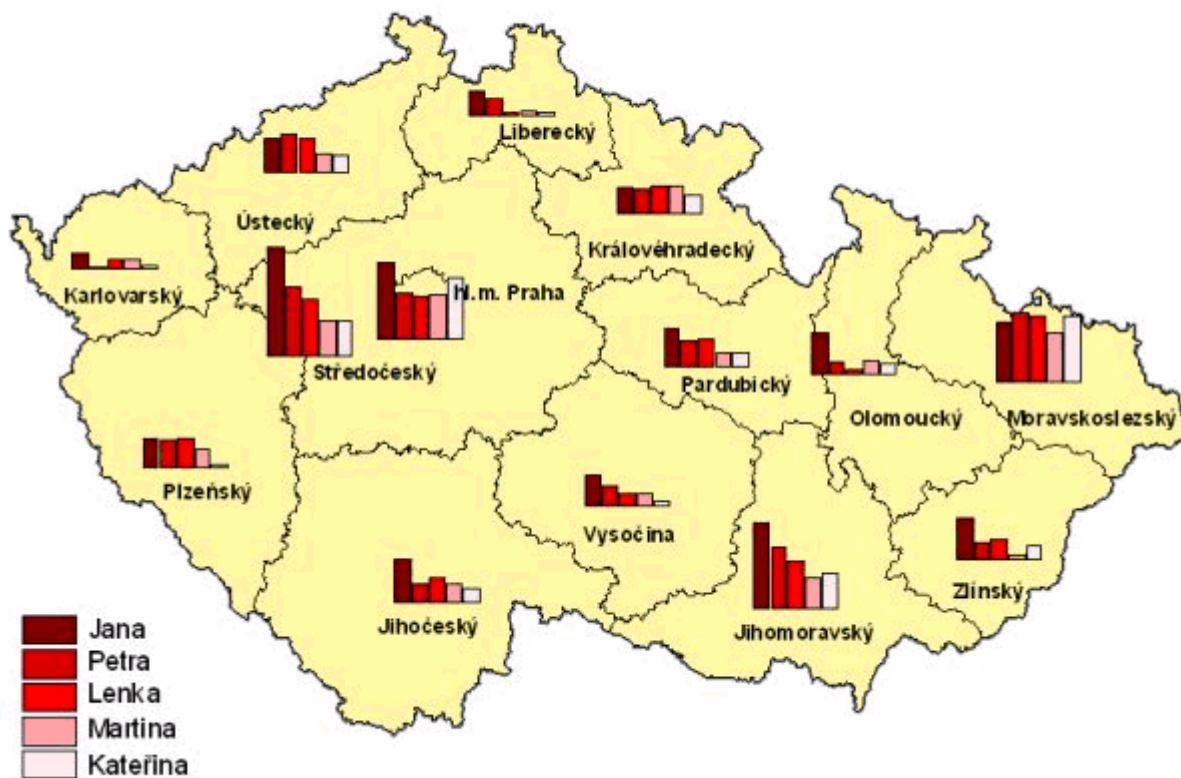 Liberecký
Ústecký
Královéhradecký
Karlovarský
H.m. Praha
Středočeský
Pardubický
Olomoucký
Moravskoslezský
Plzeňský
Vysočina
Zlínský
Jihočeský
Jihomoravský
Jana
Petra
Lenka
Martina
Kateřina